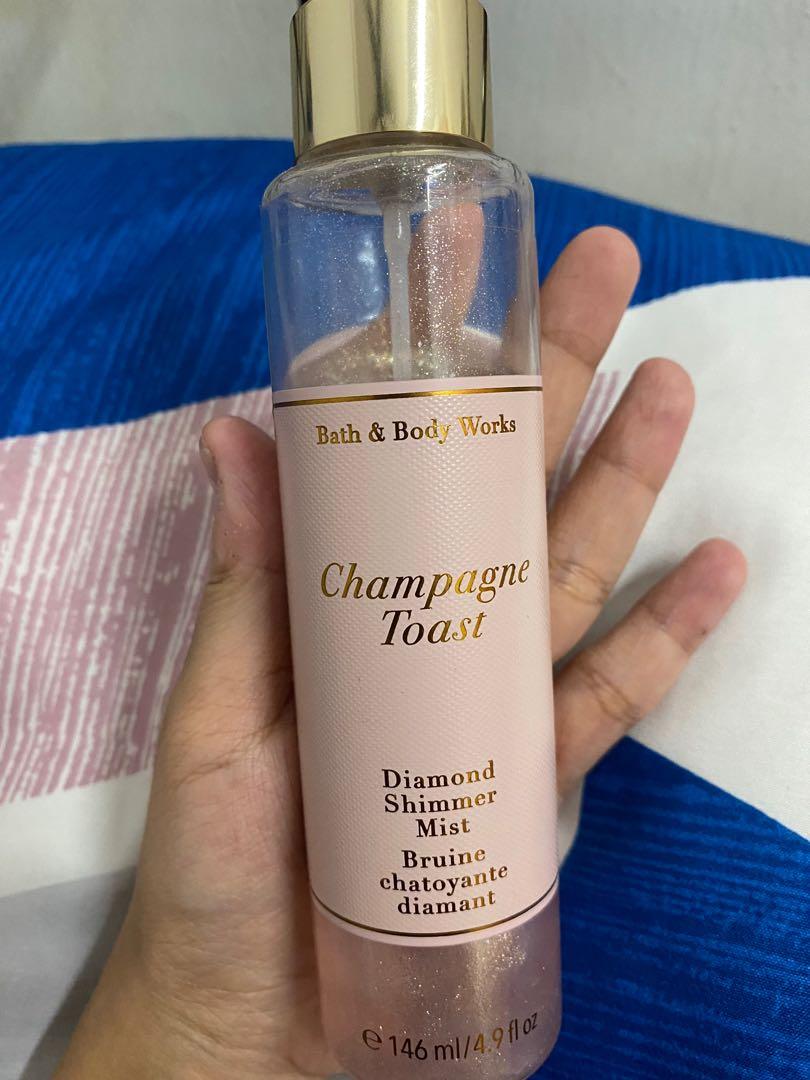 Bath & Body Works
Champagne
Toast
Diamond
Shimmer
Mist
Bruine
chatoyante
diamant
℮ 146 ml/4.9 fl oz